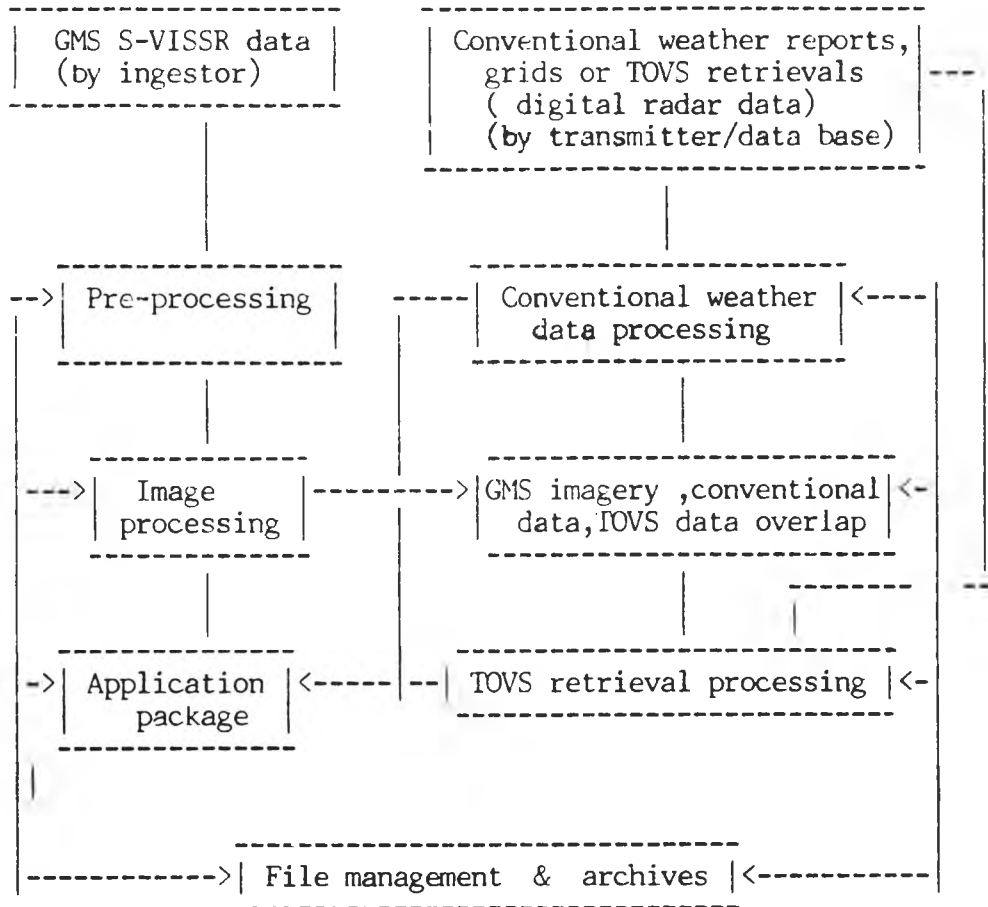 GMS S-VISSR data
(by ingestor)
Conventional weather reports,
grids or TOVS retrievals
( digital radar data)
(by transmitter/data base)
Pre-processing
Conventional weather
data processing
Image
processing
GMS imagery ,conventional
data,TOVS data overlap
Application
package
TOVS retrieval processing
File management & archives